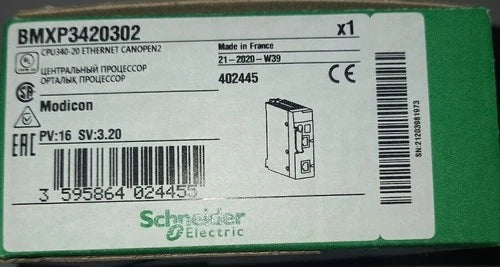 BMXP3420302
x1
CPU340-20 ETHERNET CANOPEN2
ЦЕНТРАЛЬНЫЙ ПРОЦЕССОР
ОРТАЛЫҚ ПРОЦЕССОР
Made in France
21-2020-W39
402445
CE
Modicon
EAC
PV:16 SV:3.20
3 595864 024455
SN:21203981973
Schneider
Electric